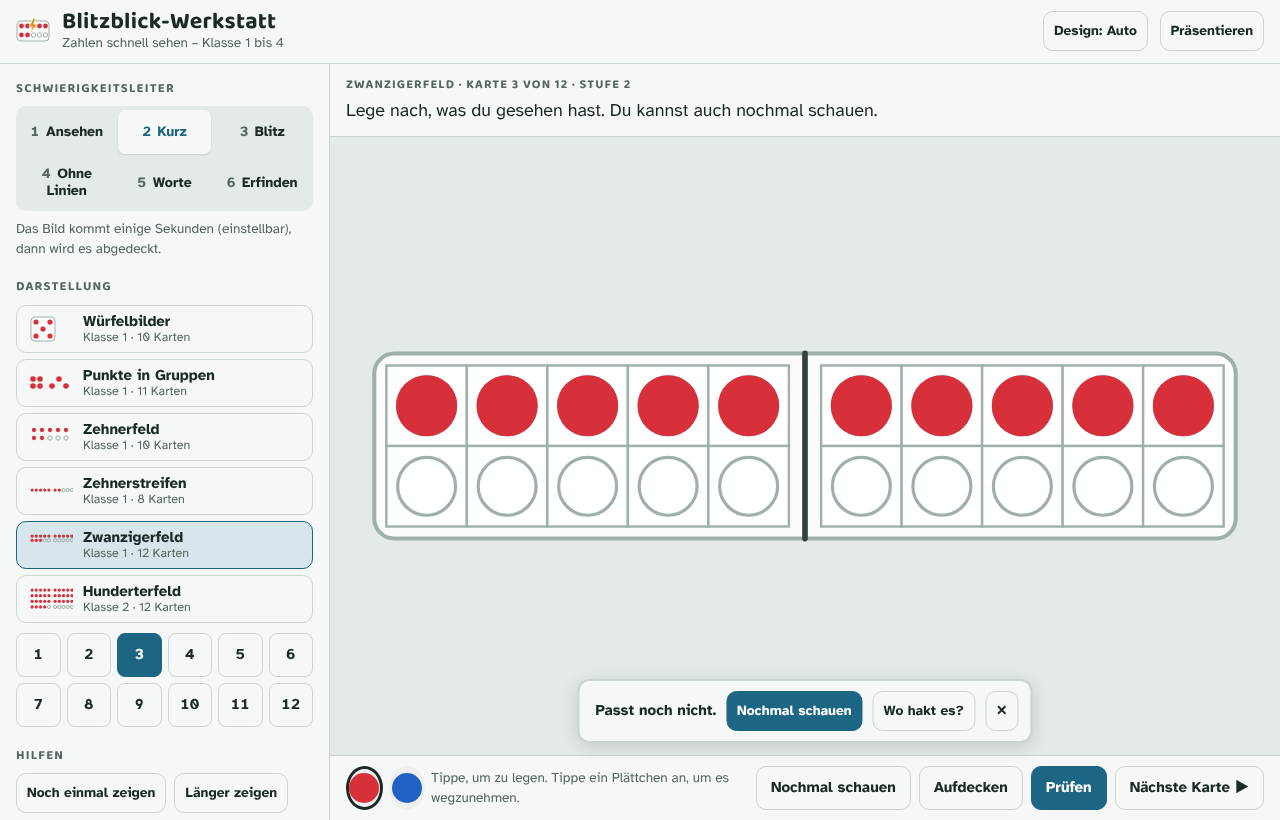 Blitzblick-Werkstatt
Zahlen schnell sehen – Klasse 1 bis 4
Design: Auto
Präsentieren
SCHWIERIGKEITSLEITER
1 Ansehen
2 Kurz
3 Blitz
4 Ohne
Linien
5 Worte
6 Erfinden
Das Bild kommt einige Sekunden (einstellbar),
dann wird es abgedeckt.
DARSTELLUNG
Würfelbilder
Klasse 1 · 10 Karten
Punkte in Gruppen
Klasse 1 · 11 Karten
Zehnerfeld
Klasse 1 · 10 Karten
Zehnerstreifen
Klasse 1 · 8 Karten
Zwanzigerfeld
Klasse 1 · 12 Karten
Hunderterfeld
Klasse 2 · 12 Karten
1 2 3 4 5 6
7 8 9 10 11 12
HILFEN
Noch einmal zeigen
Länger zeigen
ZWANZIGERFELD · KARTE 3 VON 12 · STUFE 2
Lege nach, was du gesehen hast. Du kannst auch nochmal schauen.
Passt noch nicht.
Nochmal schauen
Wo hakt es?
✕
Tippe, um zu legen. Tippe ein Plättchen an, um es
wegzunehmen.
Nochmal schauen
Aufdecken
Prüfen
Nächste Karte ▶